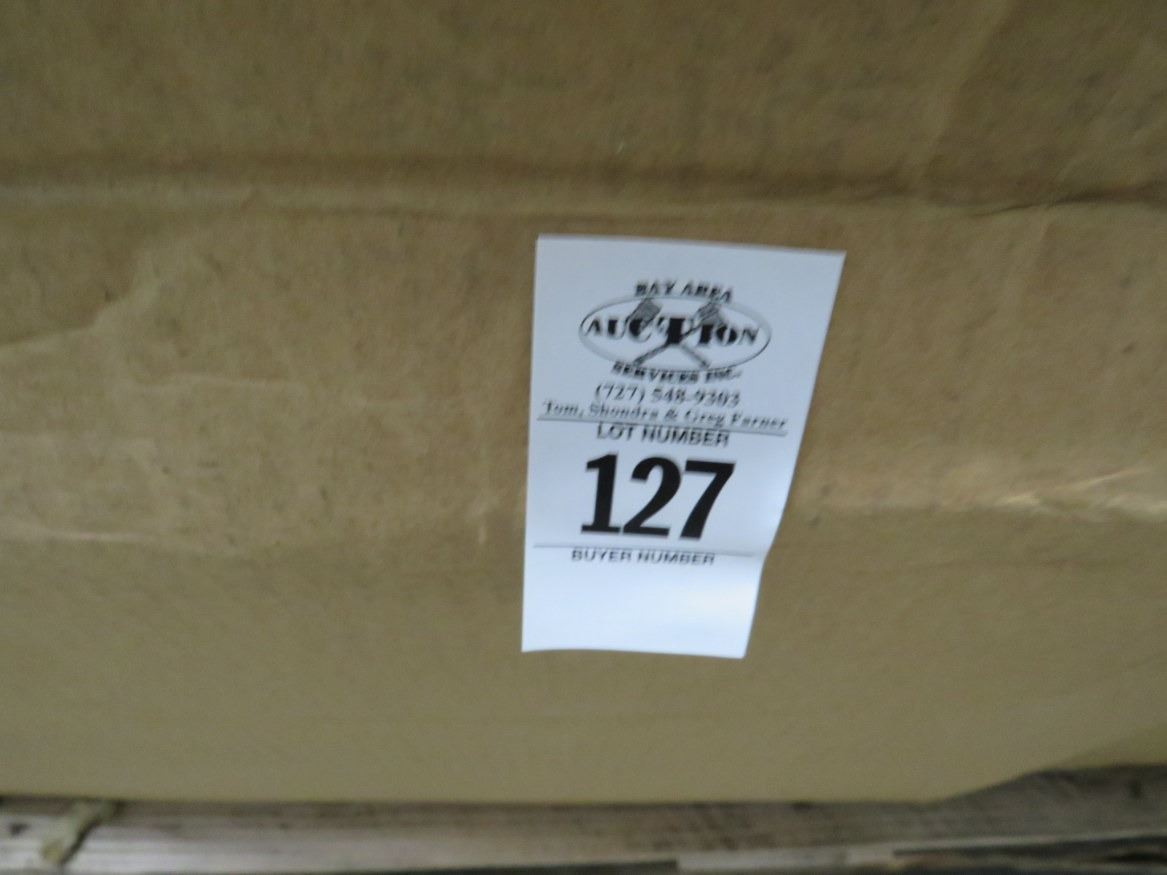 BAY AREA
AUCTION
SERVICES INC.
(727) 548-9303
Tom, Shondra & Greg Farner
LOT NUMBER
127
BUYER NUMBER